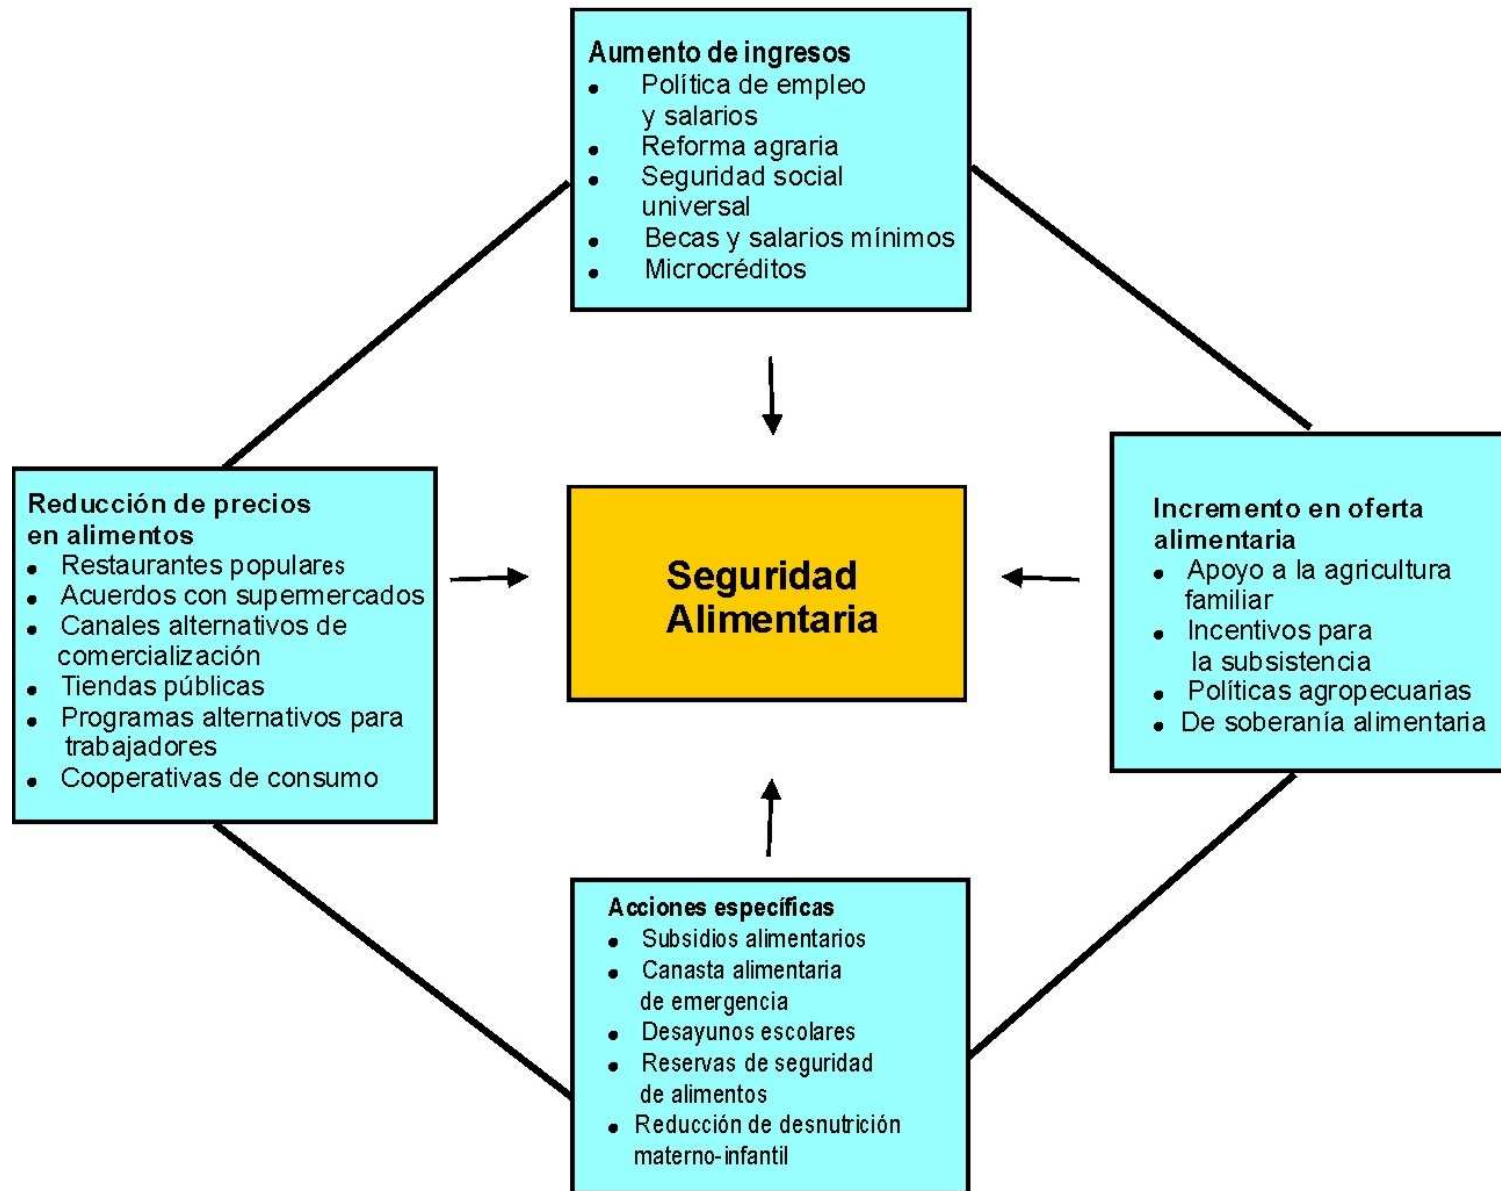 Aumento de ingresos
• Política de empleo
y salarios
• Reforma agraria
• Seguridad social
universal
• Becas y salarios mínimos
• Microcréditos
Reducción de precios
en alimentos
• Restaurantes populares
• Acuerdos con supermercados
• Canales alternativos de
comercialización
• Tiendas públicas
• Programas alternativos para
trabajadores
• Cooperativas de consumo
Seguridad
Alimentaria
Incremento en oferta
alimentaria
• Apoyo a la agricultura
familiar
• Incentivos para
la subsistencia
• Políticas agropecuarias
• De soberanía alimentaria
Acciones específicas
• Subsidios alimentarios
• Canasta alimentaria
de emergencia
• Desayunos escolares
• Reservas de seguridad
de alimentos
• Reducción de desnutrición
materno-infantil